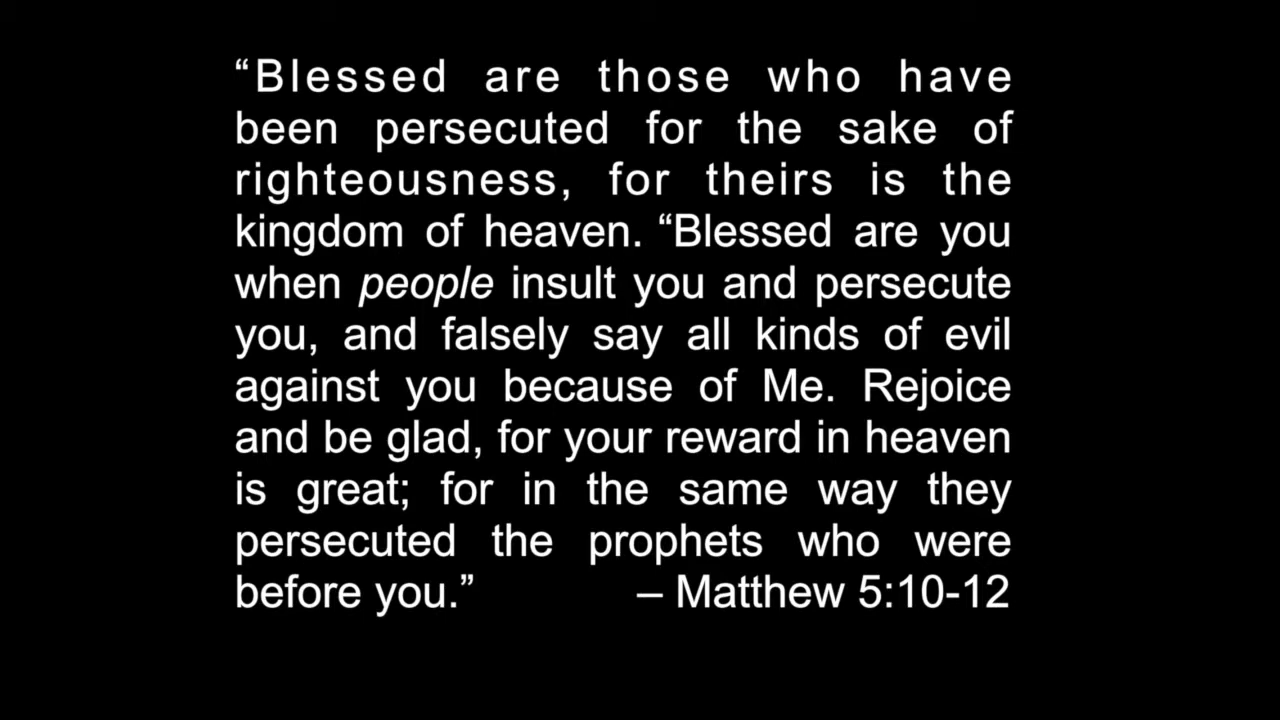 “Blessed are those who have
been persecuted for the sake of
righteousness, for theirs is the
kingdom of heaven. “Blessed are you
when people insult you and persecute
you, and falsely say all kinds of evil
against you because of Me. Rejoice
and be glad, for your reward in heaven
is great; for in the same way they
persecuted the prophets who were
before you.” – Matthew 5:10-12